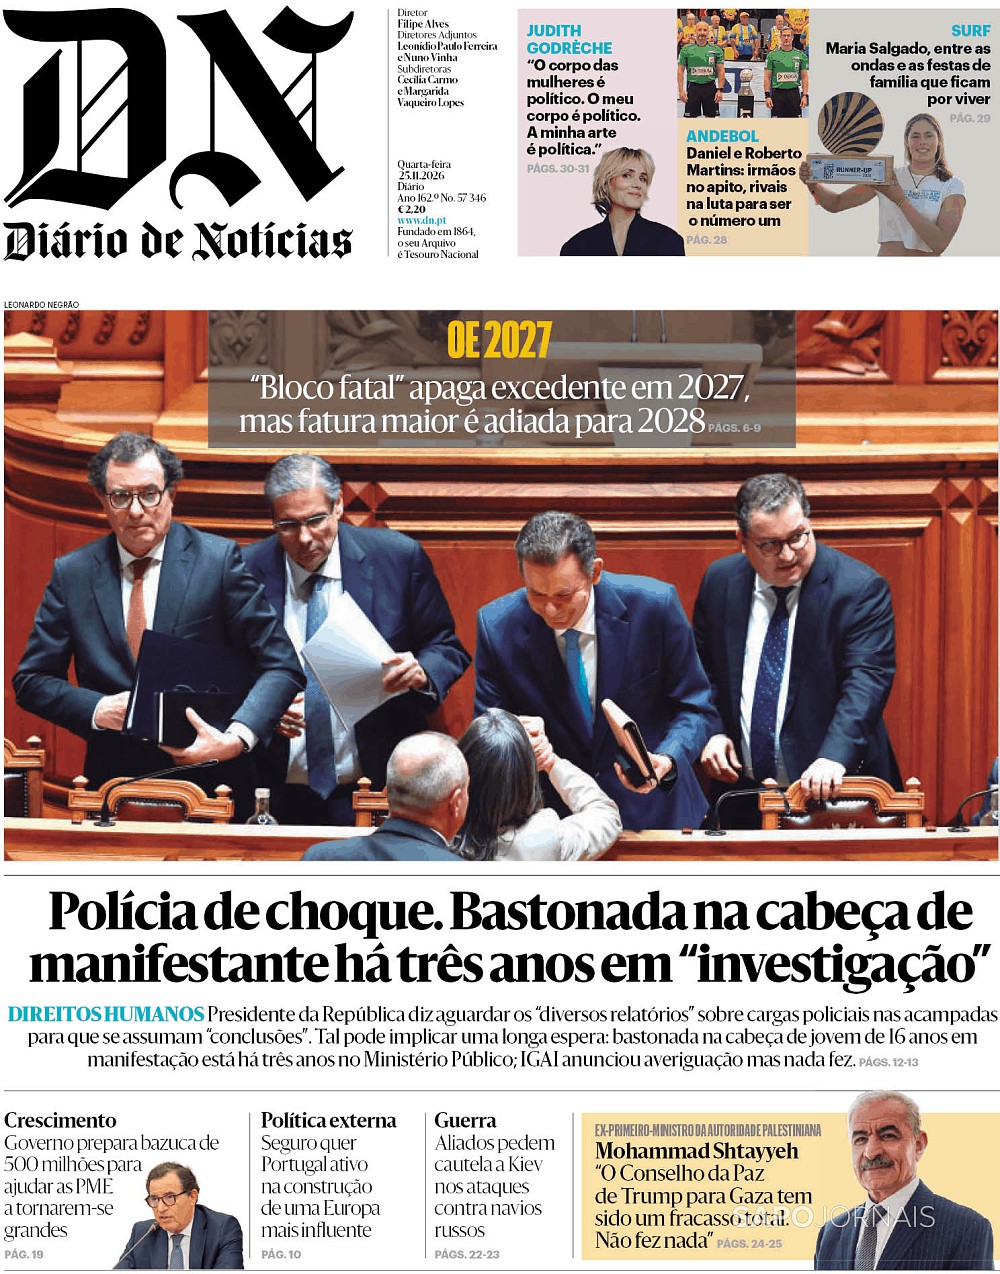 DN
Diário de Notícias
Diretor
Filipe Alves
Diretores Adjuntos
Leonídio Paulo Ferreira
e Nuno Vinha
Subdiretoras
Cecília Carmo
e Margarida
Vaqueiro Lopes
Quarta-feira
25.11.2026
Diário
Ano 162.º No. 57 346
€ 2,20
www.dn.pt
Fundado em 1864,
o seu Arquivo
é Tesouro Nacional
JUDITH
GODRÈCHE
“O corpo das
mulheres é
político. O meu
corpo é político.
A minha arte
é política.”
PÁGS. 30-31
ANDEBOL
Daniel e Roberto
Martins: irmãos
no apito, rivais
na luta para ser
o número um
PÁG. 28
SURF
Maria Salgado, entre as
ondas e as festas de
família que ficam
por viver
PÁG. 29
RUNNER-UP
LEONARDO NEGRÃO
OE 2027
“Bloco fatal” apaga excedente em 2027,
mas fatura maior é adiada para 2028 PÁGS. 6-9
Polícia de choque. Bastonada na cabeça de
manifestante há três anos em “investigação”
DIREITOS HUMANOS Presidente da República diz aguardar os “diversos relatórios” sobre cargas policiais nas acampadas
para que se assumam “conclusões”. Tal pode implicar uma longa espera: bastonada na cabeça de jovem de 16 anos em
manifestação está há três anos no Ministério Público; IGAI anunciou averiguação mas nada fez. PÁGS. 12-13
Crescimento
Governo prepara bazuca de
500 milhões para
ajudar as PME
a tornarem-se
grandes
PÁG. 19
Política externa
Seguro quer
Portugal ativo
na construção
de uma Europa
mais influente
PÁG. 10
Guerra
Aliados pedem
cautela a Kiev
nos ataques
contra navios
russos
PÁGS. 22-23
EX-PRIMEIRO-MINISTRO DA AUTORIDADE PALESTINIANA
Mohammad Shtayyeh
“O Conselho da Paz
de Trump para Gaza tem
sido um fracasso total.
Não fez nada” PÁGS. 24-25
SAPO JORNAIS